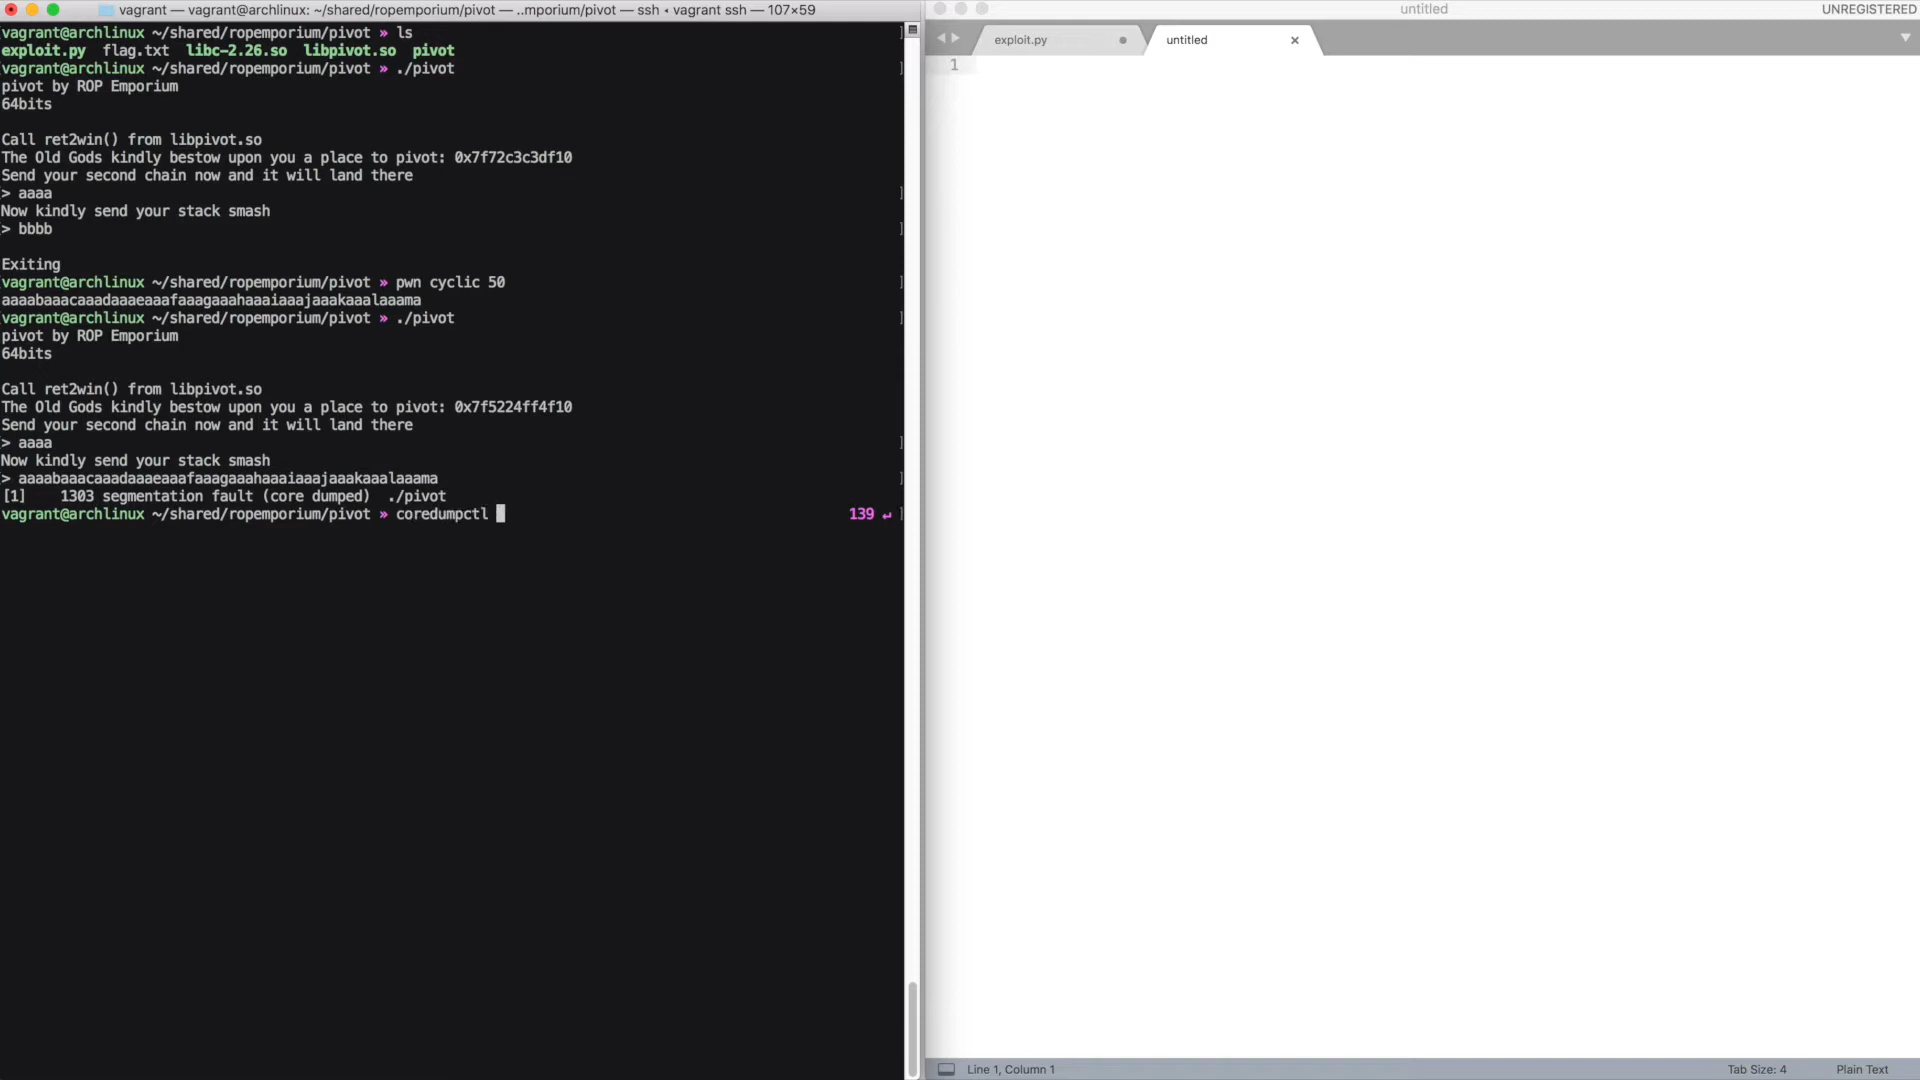 vagrant — vagrant@archlinux: ~/shared/ropemporium/pivot — ..mporium/pivot — ssh ‹ vagrant ssh — 107×59
[vagrant@archlinux ~/shared/ropemporium/pivot » ls ]
exploit.py flag.txt libc-2.26.so libpivot.so pivot
[vagrant@archlinux ~/shared/ropemporium/pivot » ./pivot ]
pivot by ROP Emporium
64bits
Call ret2win() from libpivot.so
The Old Gods kindly bestow upon you a place to pivot: 0x7f72c3c3df10
Send your second chain now and it will land there
[> aaaa ]
Now kindly send your stack smash
[> bbbb ]
Exiting
[vagrant@archlinux ~/shared/ropemporium/pivot » pwn cyclic 50 ]
aaaabaaacaaadaaaeaaafaaagaaahaaaiaaajaaakaaalaaama
[vagrant@archlinux ~/shared/ropemporium/pivot » ./pivot ]
pivot by ROP Emporium
64bits
Call ret2win() from libpivot.so
The Old Gods kindly bestow upon you a place to pivot: 0x7f5224ff4f10
Send your second chain now and it will land there
[> aaaa ]
Now kindly send your stack smash
[> aaaabaaacaaadaaaeaaafaaagaaahaaaiaaajaaakaaalaaama ]
[1] 1303 segmentation fault (core dumped) ./pivot
vagrant@archlinux ~/shared/ropemporium/pivot » coredumpctl 139 ↵ ]
untitled
UNREGISTERED
exploit.py
untitled
1
Line 1, Column 1
Tab Size: 4
Plain Text